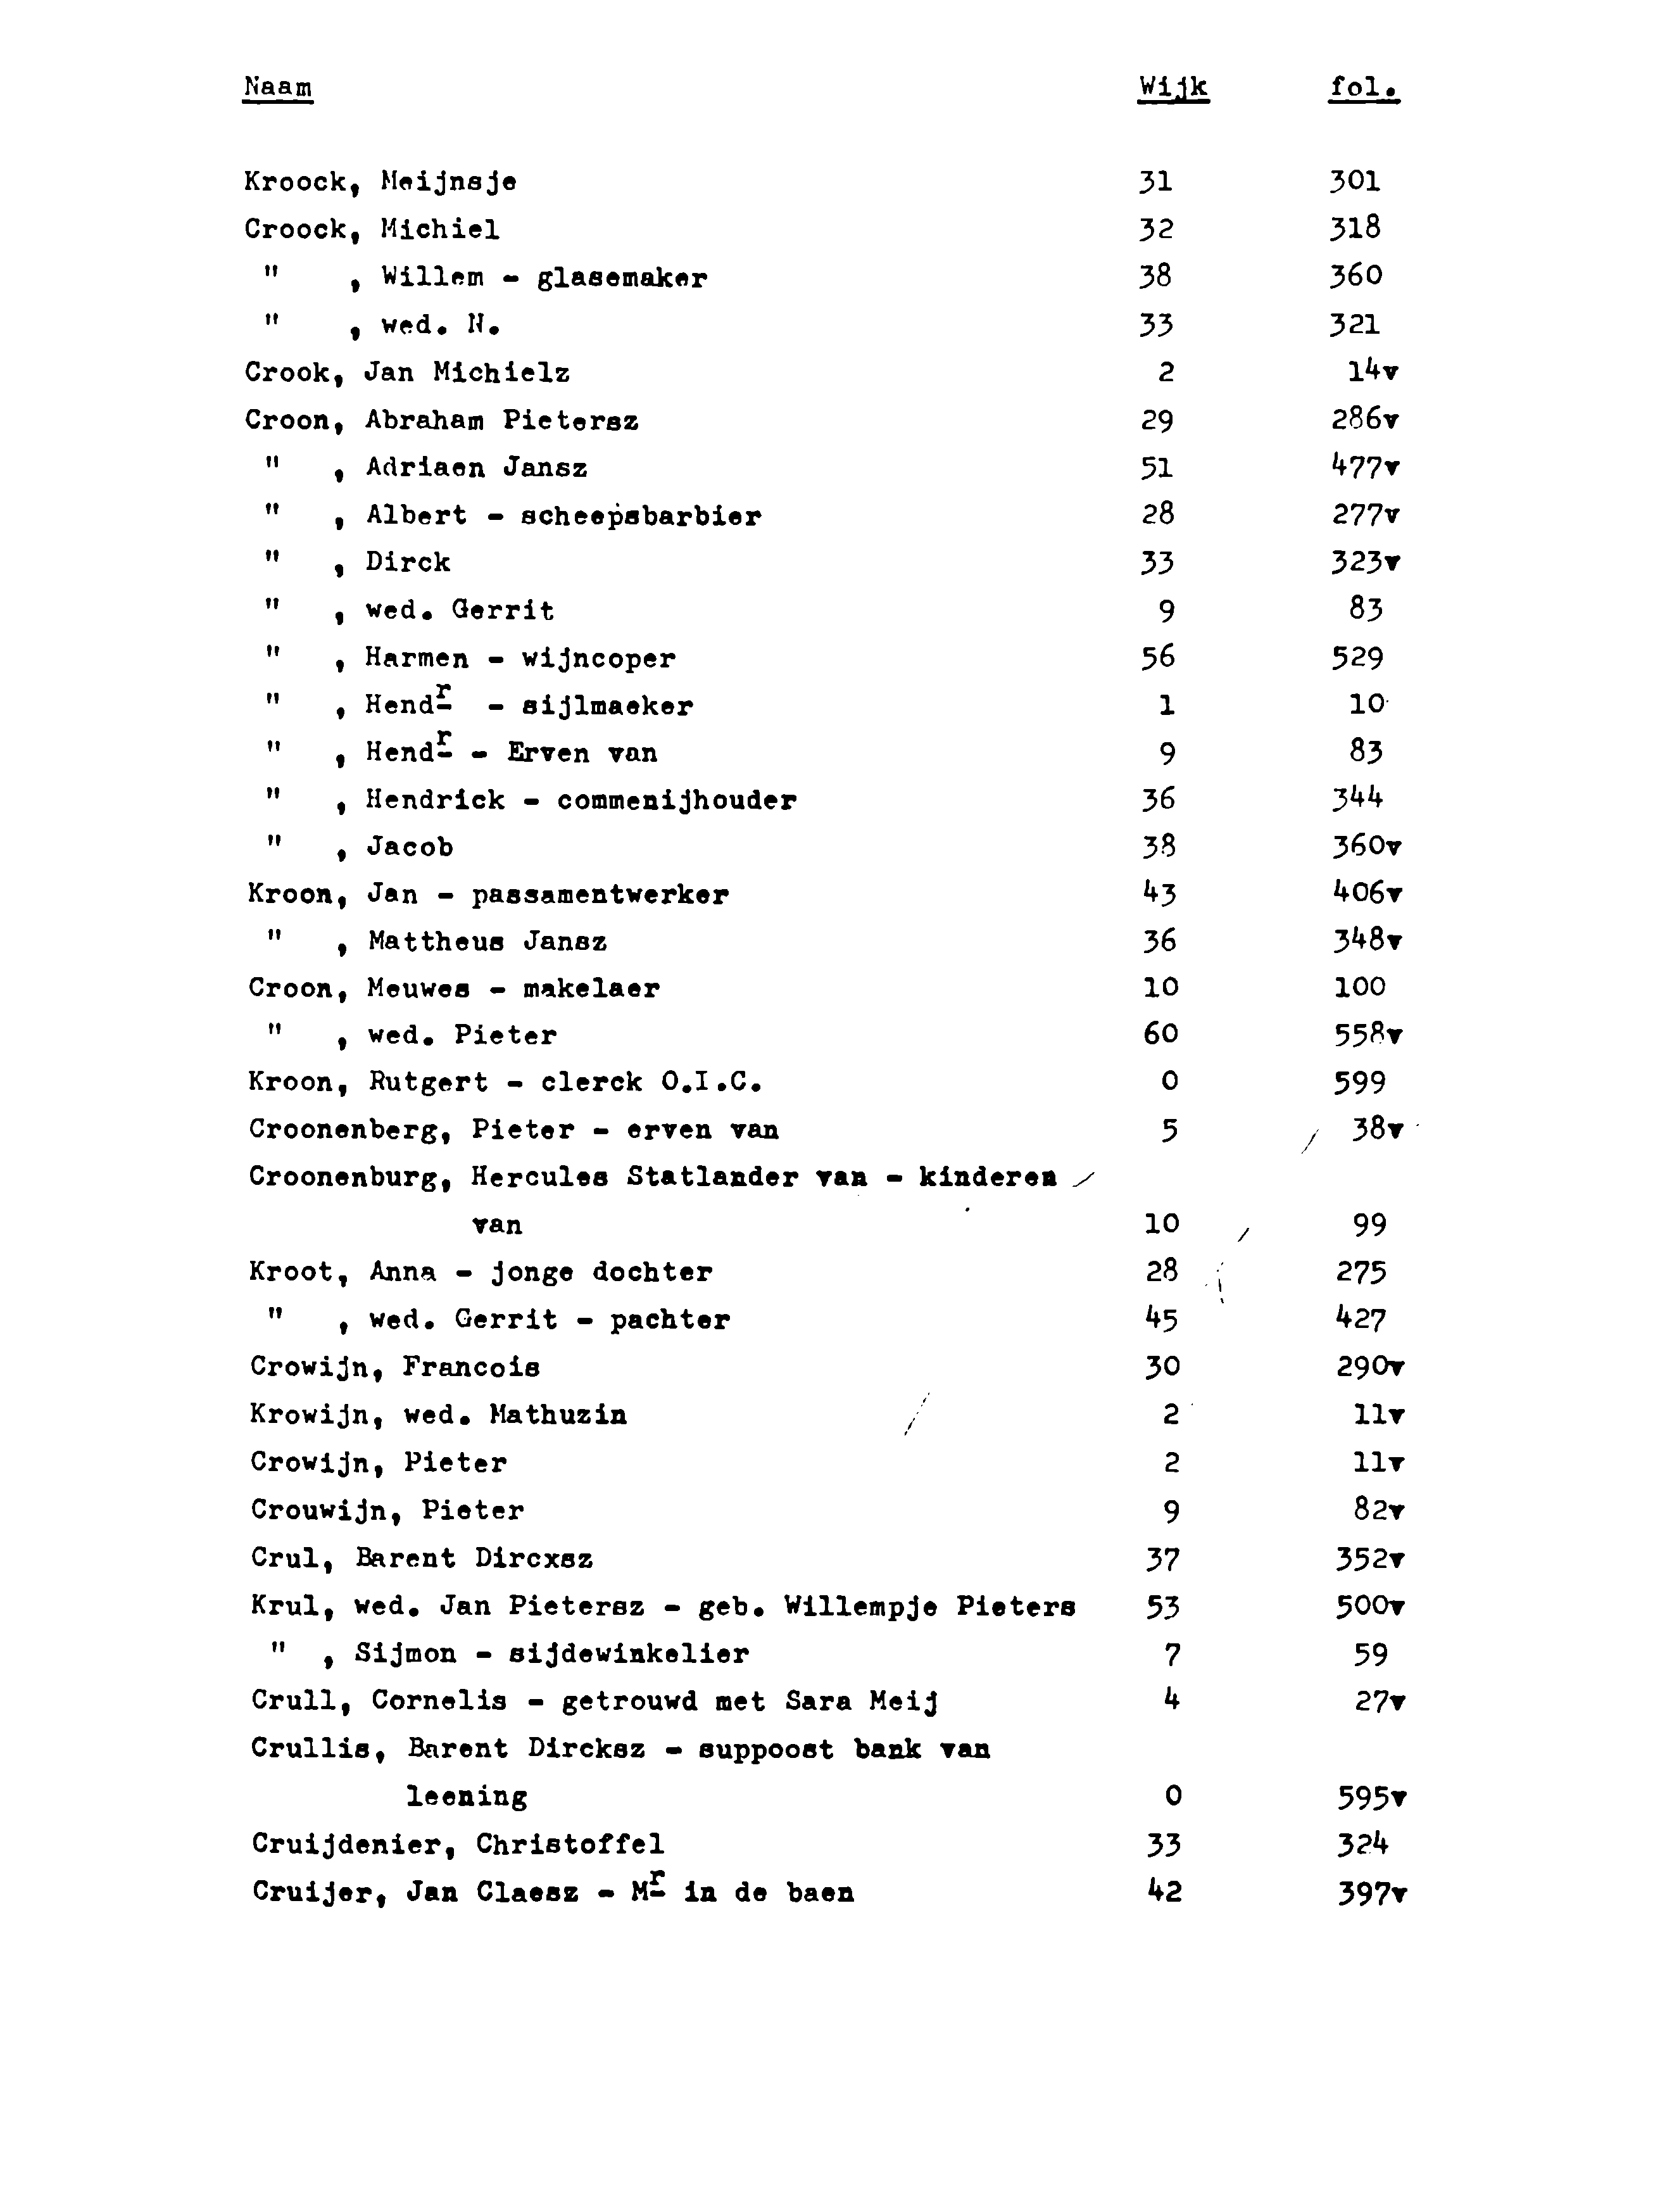 Naam Wijk fol.
Kroock, Meijnsje 31 301
Croock, Michiel 32 318
" , Willem - glasemaker 38 360
" , wed. N. 33 321
Crook, Jan Michielz 2 14v
Croon, Abraham Pietersz 29 286v
" , Adriaen Jansz 51 477v
" , Albert - scheepsbarbier 28 277v
" , Dirck 33 323v
" , wed. Gerrit 9 83
" , Harmen - wijncoper 56 529
" , Hendr - sijlmaeker 1 10
" , Hendr - Erven van 9 83
" , Hendrick - commenijhouder 36 344
" , Jacob 38 360v
Kroon, Jan - passamentwerker 43 406v
" , Mattheus Jansz 36 348v
Croon, Meuwes - makelaer 10 100
" , wed. Pieter 60 558v
Kroon, Rutgert - clerck O.I.C. 0 599
Croonenberg, Pieter - erven van 5 38v
Croonenburg, Hercules Statlander van - kinderen
van 10 99
Kroot, Anna - jonge dochter 28 275
" , wed. Gerrit - pachter 45 427
Crowijn, Francois 30 290v
Krowijn, wed. Mathuzin 2 11v
Crowijn, Pieter 2 11v
Crouwijn, Pieter 9 82v
Crul, Barent Dircxsz 37 352v
Krul, wed. Jan Pietersz - geb. Willempje Pieters 53 500v
" , Sijmon - sijdewinkelier 7 59
Crull, Cornelis - getrouwd met Sara Meij 4 27v
Crullis, Barent Dircksz - suppoost bank van
leening 0 595v
Cruijdenier, Christoffel 33 324
Cruijer, Jan Claesz - Mr in de baen 42 397v